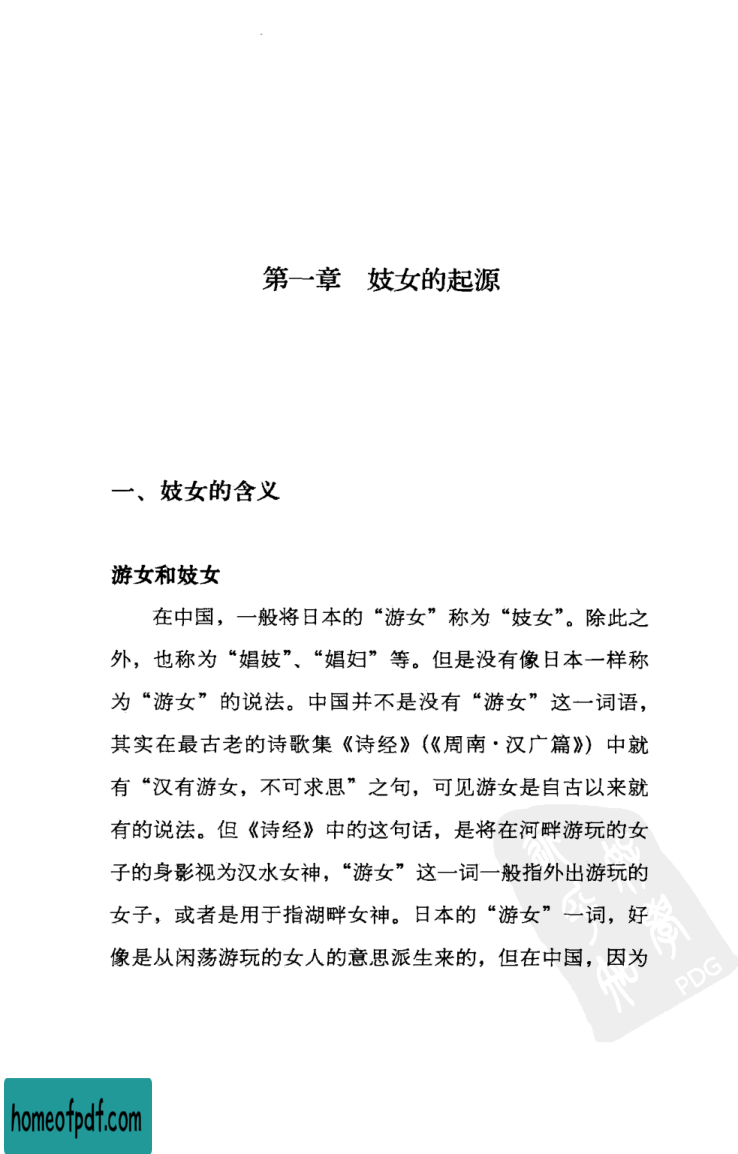 第一章 妓女的起源
一、妓女的含义
游女和妓女
在中国，一般将日本的“游女”称为“妓女”。除此之
外，也称为“娼妓”、“娼妇”等。但是没有像日本一样称
为“游女”的说法。中国并不是没有“游女”这一词语，
其实在最古老的诗歌集《诗经》（《周南·汉广篇》）中就
有“汉有游女，不可求思”之句，可见游女是自古以来就
有的说法。但《诗经》中的这句话，是将在河畔游玩的女
子的身影视为汉水女神，“游女”这一词一般指外出游玩的
女子，或者是用于指湖畔女神。日本的“游女”一词，好
像是从闲荡游玩的女人的意思派生来的，但在中国，因为
PDG
homeofpdf.com